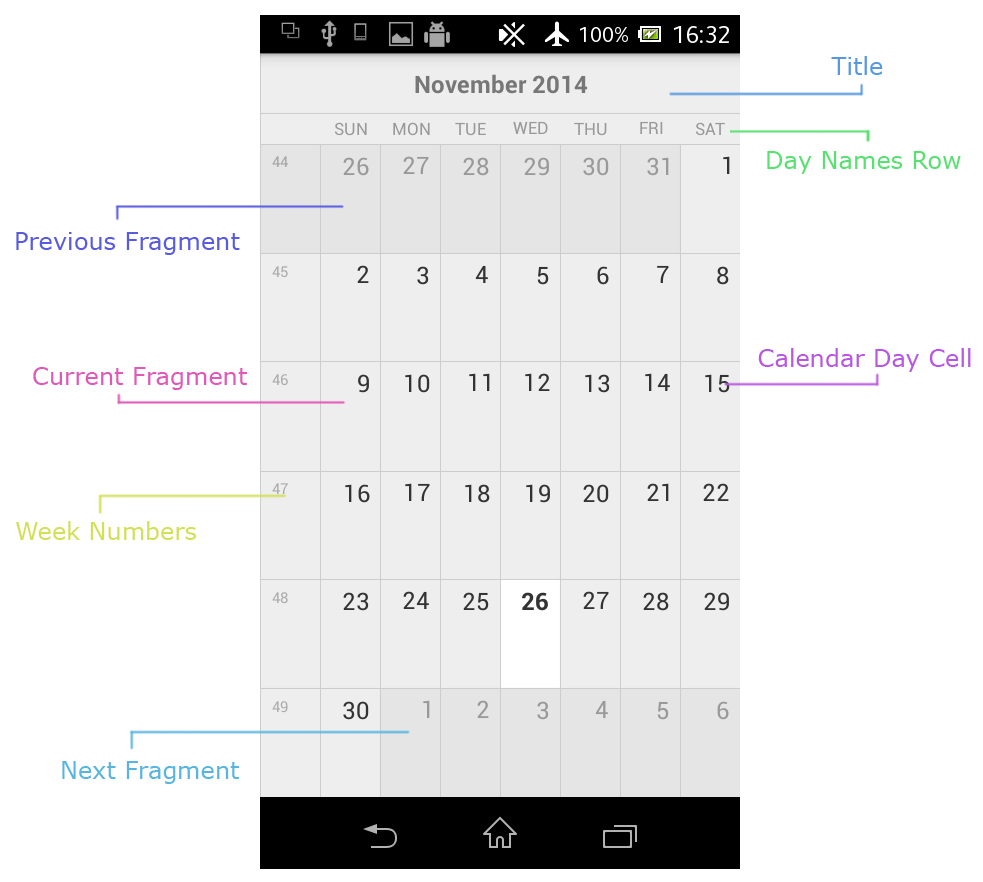 100% 16:32
Title
November 2014
SUN MON TUE WED THU FRI SAT
Day Names Row
44 26 27 28 29 30 31 1
Previous Fragment
45 2 3 4 5 6 7 8
Calendar Day Cell
Current Fragment
46 9 10 11 12 13 14 15
47 16 17 18 19 20 21 22
Week Numbers
48 23 24 25 26 27 28 29
49 30 1 2 3 4 5 6
Next Fragment